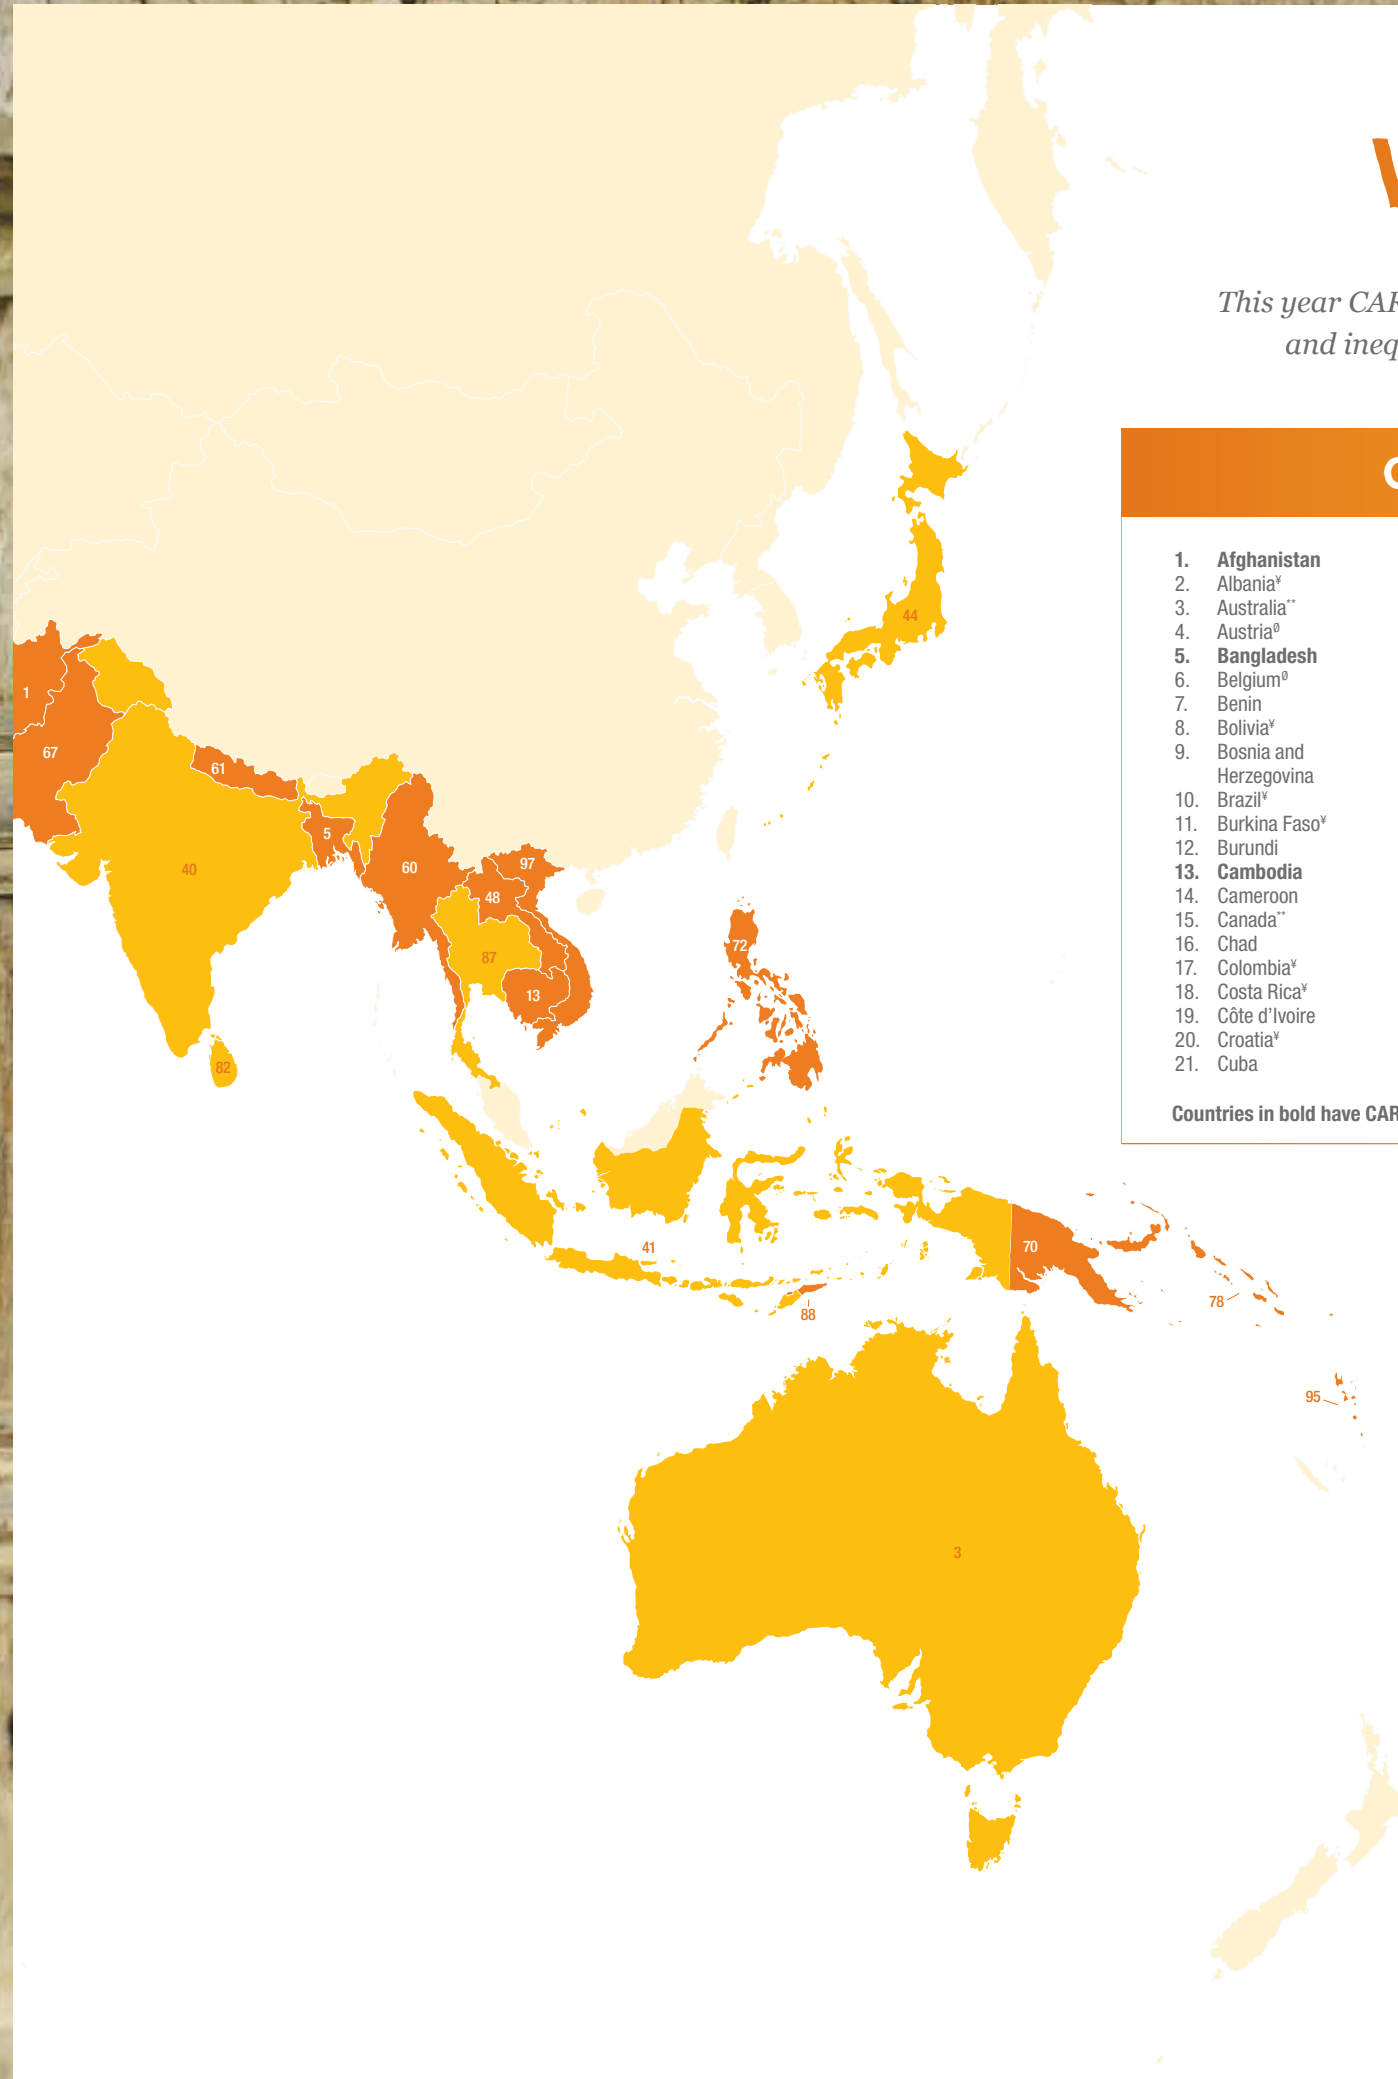 This year CAR
and ineq
1. Afghanistan
2. Albania¥
3. Australia**
4. Austriaø
5. Bangladesh
6. Belgiumø
7. Benin
8. Bolivia¥
9. Bosnia and
Herzegovina
10. Brazil¥
11. Burkina Faso¥
12. Burundi
13. Cambodia
14. Cameroon
15. Canada**
16. Chad
17. Colombia¥
18. Costa Rica¥
19. Côte d'Ivoire
20. Croatia¥
21. Cuba
Countries in bold have CAR
44
1
67
61
5
40
60
97
48
87
72
13
82
41
70
88
78
95
3